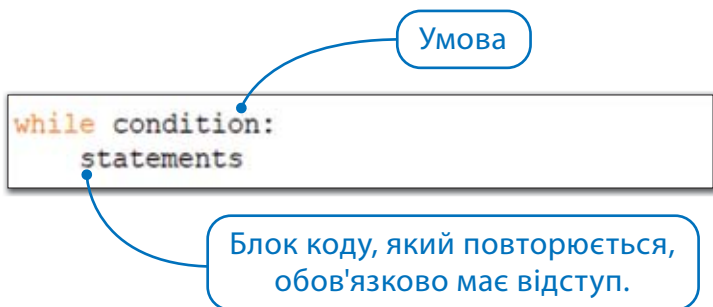 Умова
while condition:
statements
Блок коду, який повторюється,
обов'язково має відступ.